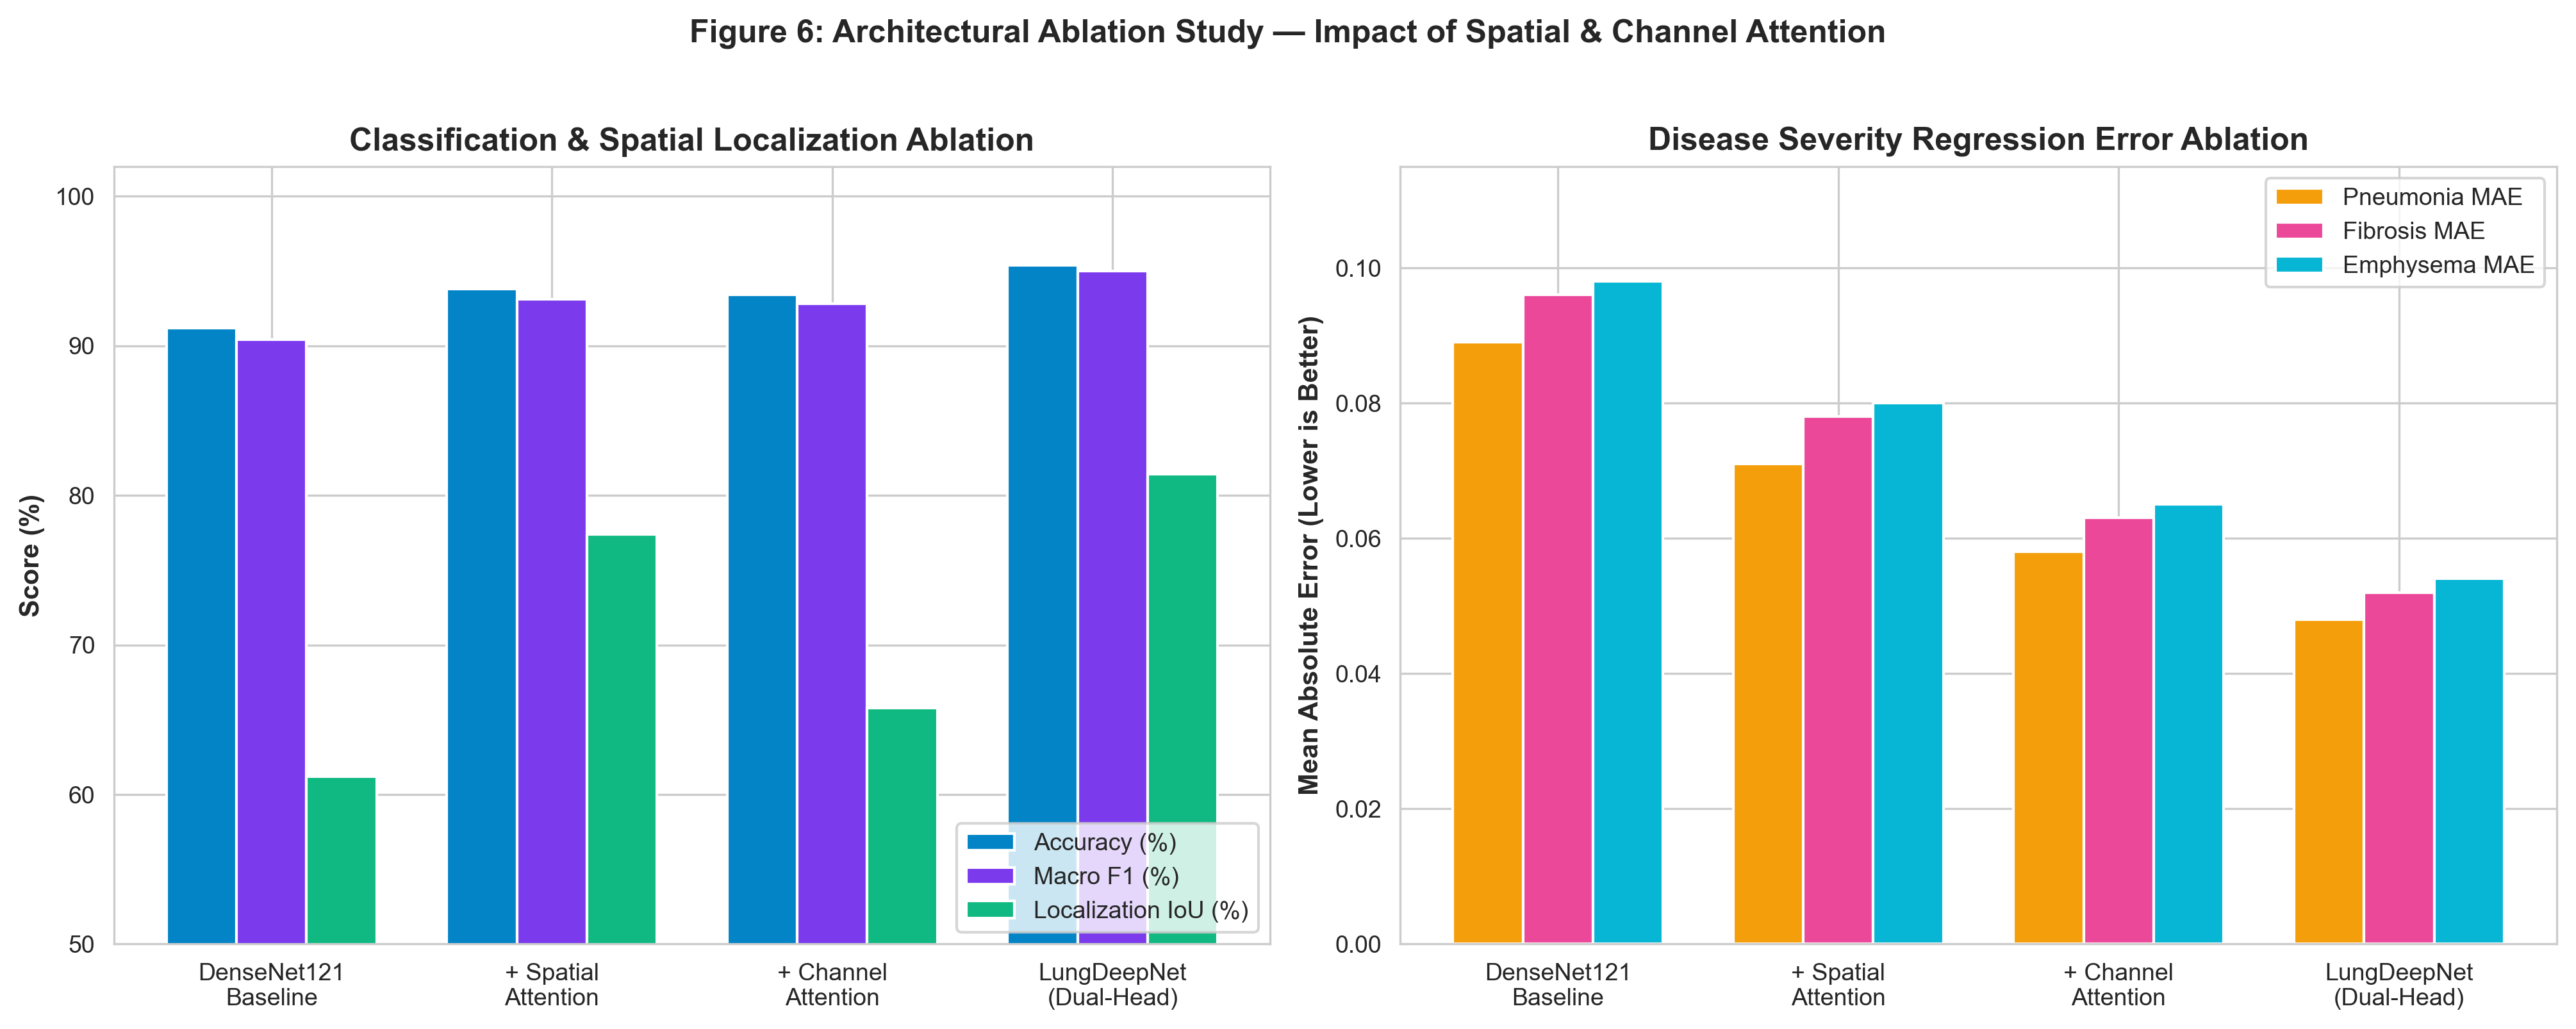 Figure 6: Architectural Ablation Study — Impact of Spatial & Channel Attention
Classification & Spatial Localization Ablation
Score (%)
100
90
80
70
60
50
DenseNet121
Baseline
+ Spatial
Attention
+ Channel
Attention
LungDeepNet
(Dual-Head)
Accuracy (%)
Macro F1 (%)
Localization IoU (%)
Disease Severity Regression Error Ablation
Mean Absolute Error (Lower is Better)
0.10
0.08
0.06
0.04
0.02
0.00
DenseNet121
Baseline
+ Spatial
Attention
+ Channel
Attention
LungDeepNet
(Dual-Head)
Pneumonia MAE
Fibrosis MAE
Emphysema MAE